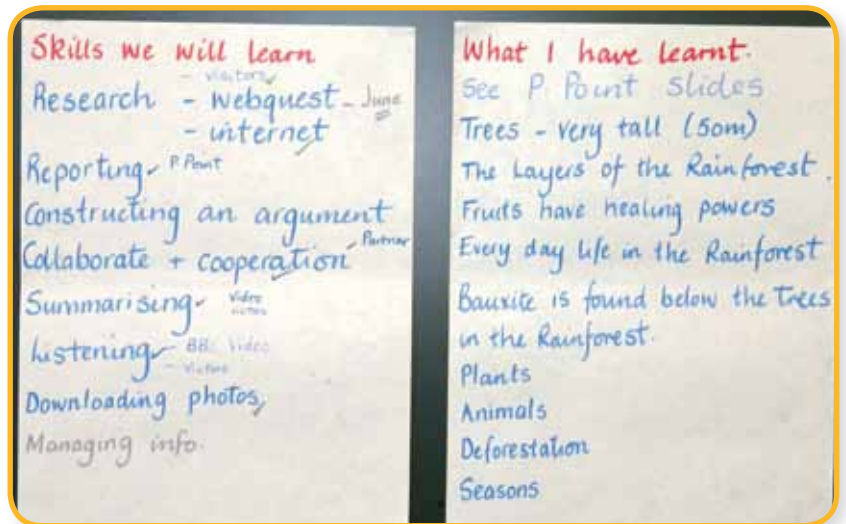 Skills we will learn
- visitors
Research - webquest - June
- internet
Reporting P. Point
Constructing an argument
Collaborate + cooperation Partner
Summarising Video
Listening - BBC Video
- Visitors
Downloading photos
Managing info.
What I have learnt.
See P. Point Slides
Trees - very tall (50m)
The Layers of the Rainforest.
Fruits have healing powers
Every day life in the Rainforest
Bauxite is found below the Trees
in the Rainforest.
Plants
Animals
Deforestation
Seasons